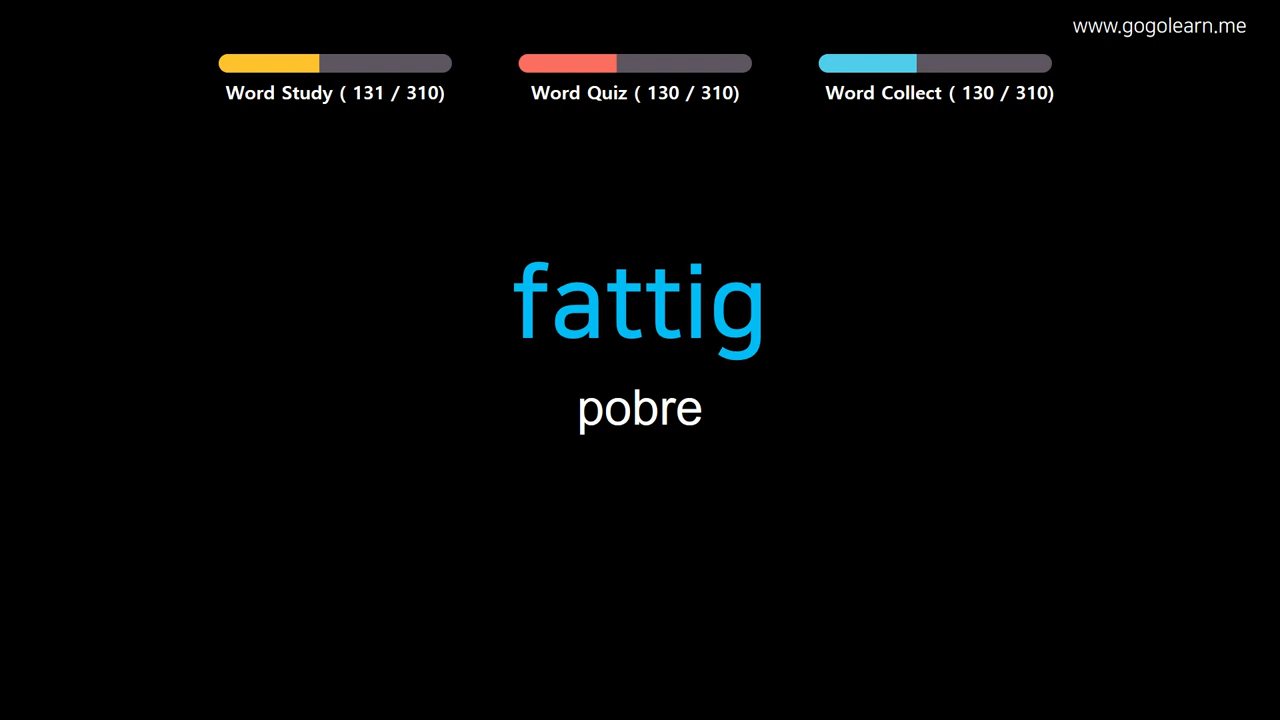 www.gogolearn.me
Word Study ( 131 / 310)
Word Quiz ( 130 / 310)
Word Collect ( 130 / 310)
fattig
pobre